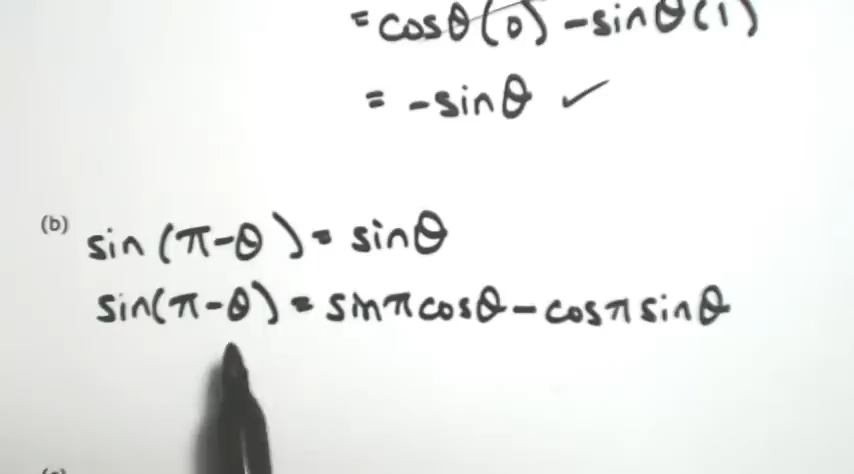 = cosθ(0) - sinθ(1)
= -sinθ ✓
(b) sin(π-θ) = sinθ
sin(π-θ) = sinπcosθ - cosπsinθ